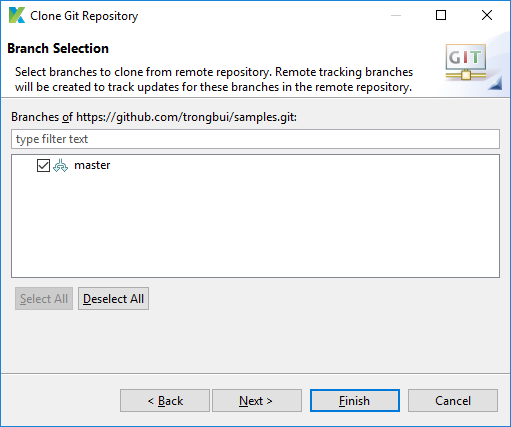 Clone Git Repository
Branch Selection
Select branches to clone from remote repository. Remote tracking branches
will be created to track updates for these branches in the remote repository.
GIT
Branches of https://github.com/trongbui/samples.git:
type filter text
master
Select All
Deselect All
< Back
Next >
Finish
Cancel